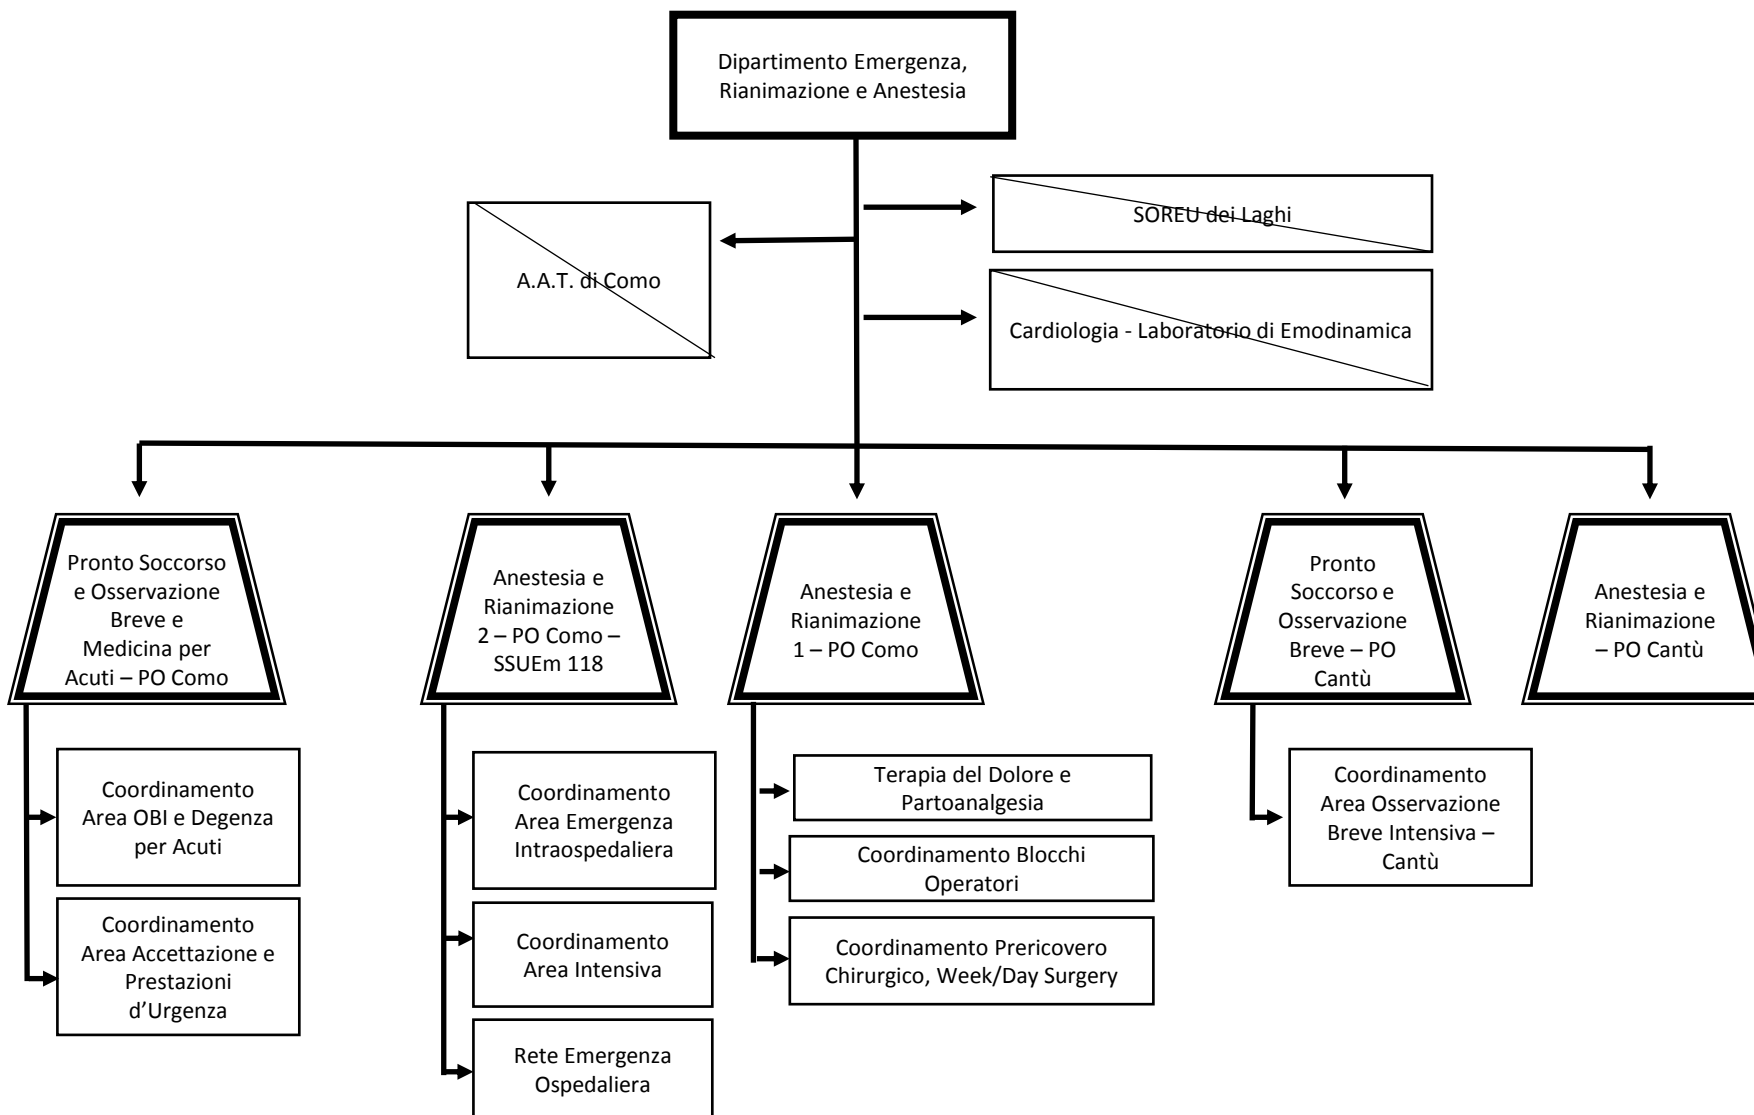 Dipartimento Emergenza,
Rianimazione e Anestesia
SOREU dei Laghi
A.A.T. di Como
Cardiologia - Laboratorio di Emodinamica
Pronto Soccorso
e Osservazione
Breve e
Medicina per
Acuti – PO Como
Anestesia e
Rianimazione
2 – PO Como –
SSUEm 118
Anestesia e
Rianimazione
1 – PO Como
Pronto
Soccorso e
Osservazione
Breve – PO
Cantù
Anestesia e
Rianimazione
– PO Cantù
Coordinamento
Area OBI e Degenza
per Acuti
Coordinamento
Area Accettazione e
Prestazioni
d’Urgenza
Coordinamento
Area Emergenza
Intraospedaliera
Coordinamento
Area Intensiva
Rete Emergenza
Ospedaliera
Terapia del Dolore e
Partoanalgesia
Coordinamento Blocchi
Operatori
Coordinamento Prericovero
Chirurgico, Week/Day Surgery
Coordinamento
Area Osservazione
Breve Intensiva –
Cantù